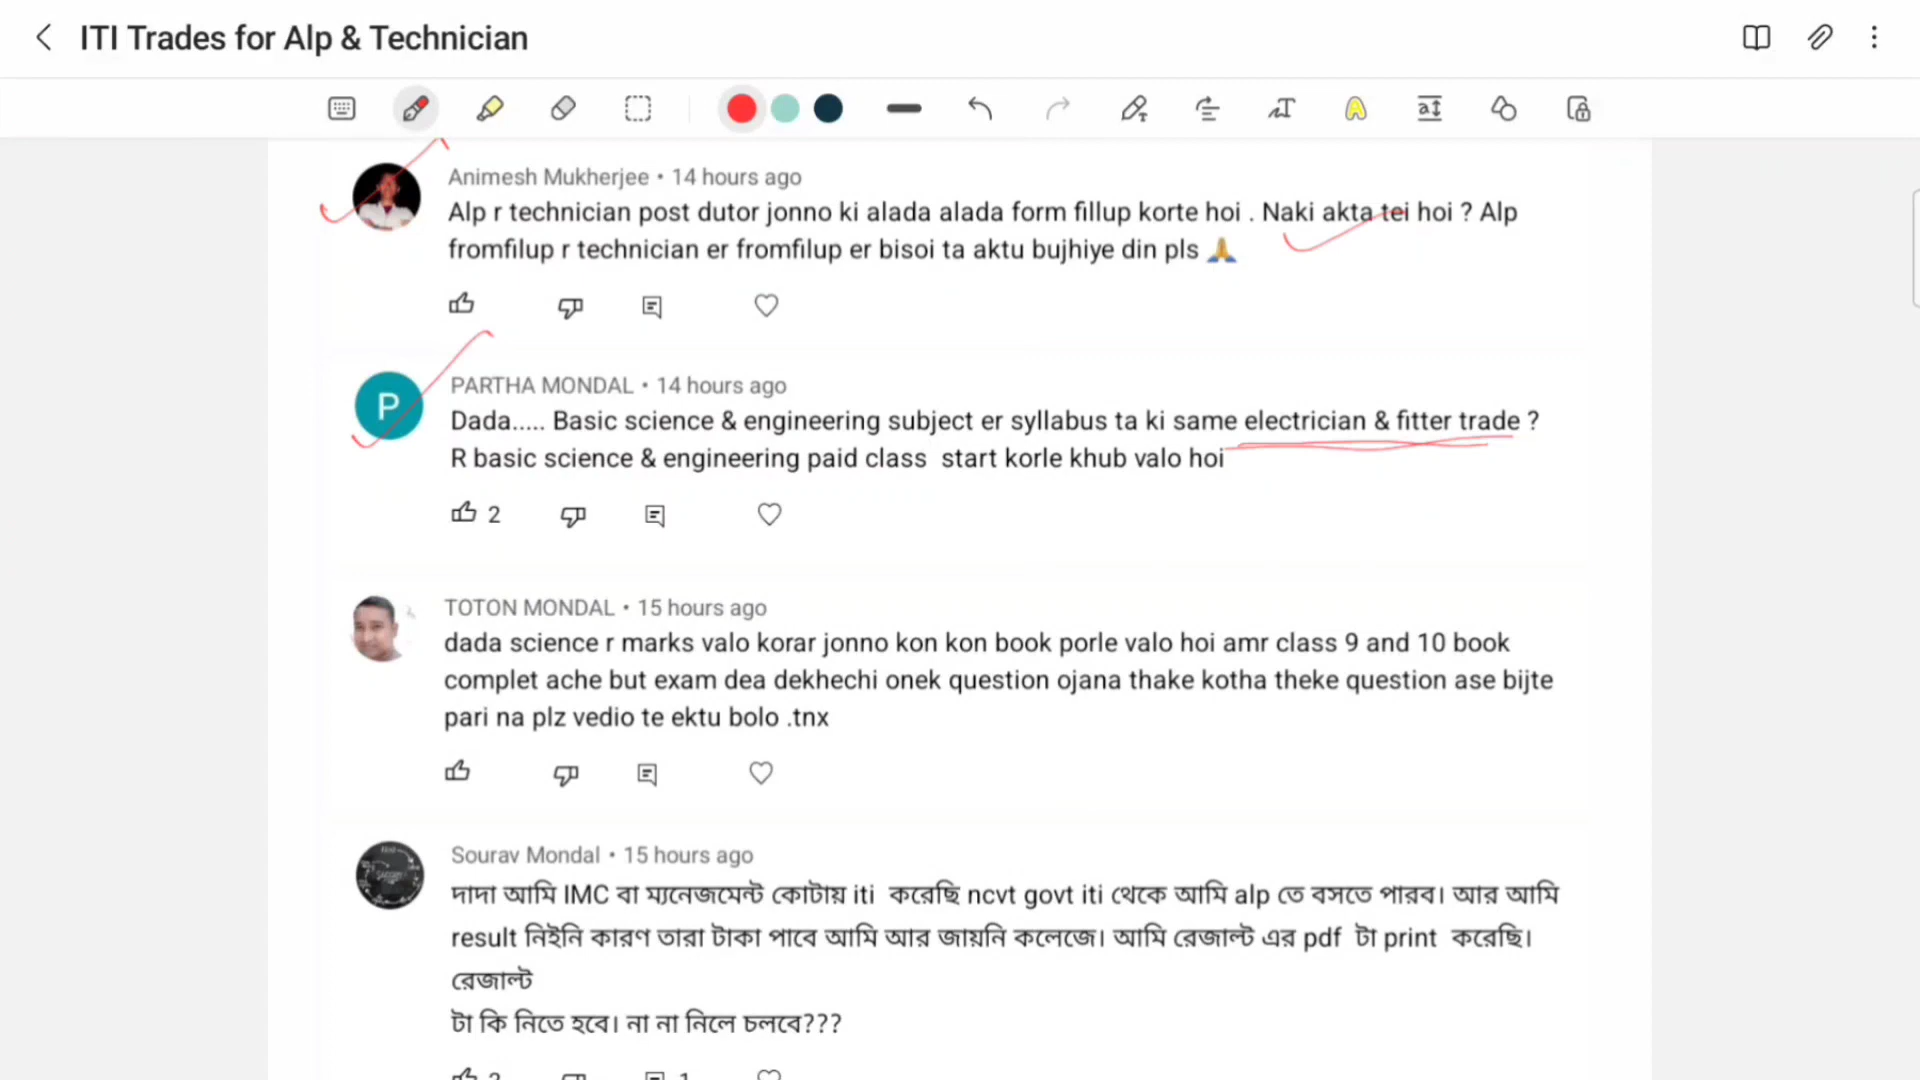 ITI Trades for Alp & Technician
Animesh Mukherjee • 14 hours ago
Alp r technician post dutor jonno ki alada alada form fillup korte hoi . Naki akta tei hoi ? Alp
fromfilup r technician er fromfilup er bisoi ta aktu bujhiye din pls 🙏
P
PARTHA MONDAL • 14 hours ago
Dada..... Basic science & engineering subject er syllabus ta ki same electrician & fitter trade ?
R basic science & engineering paid class start korle khub valo hoi
2
TOTON MONDAL • 15 hours ago
dada science r marks valo korar jonno kon kon book porle valo hoi amr class 9 and 10 book
complet ache but exam dea dekhechi onek question ojana thake kotha theke question ase bijte
pari na plz vedio te ektu bolo .tnx
Sourav Mondal • 15 hours ago
দাদা আমি IMC বা ম্যনেজমেন্ট কোটায় iti করেছি ncvt govt iti থেকে আমি alp তে বসতে পারব। আর আমি
result নিইনি কারণ তারা টাকা পাবে আমি আর জায়নি কলেজে। আমি রেজাল্ট এর pdf টা print করেছি।
রেজাল্ট
টা কি নিতে হবে। না না নিলে চলবে???